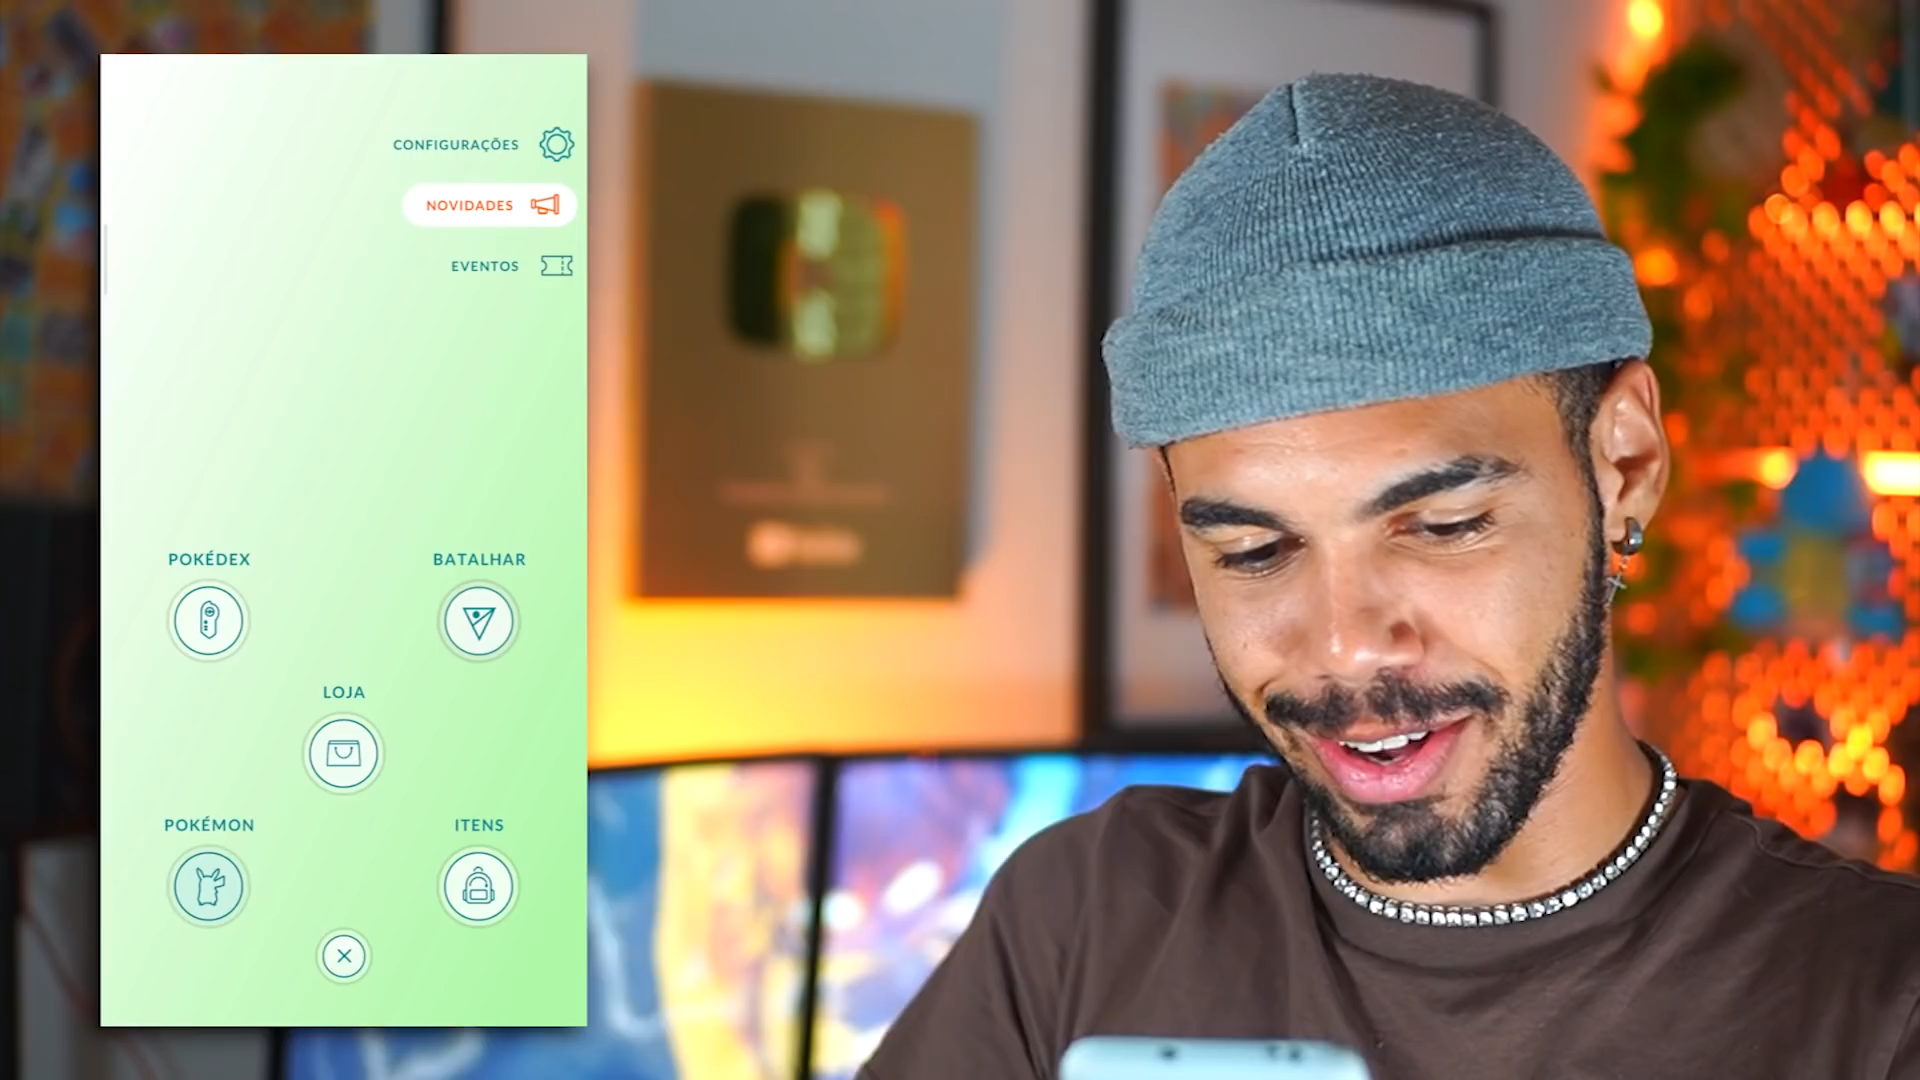 CONFIGURAÇÕES
NOVIDADES
EVENTOS
POKÉDEX
BATALHAR
LOJA
POKÉMON
ITENS